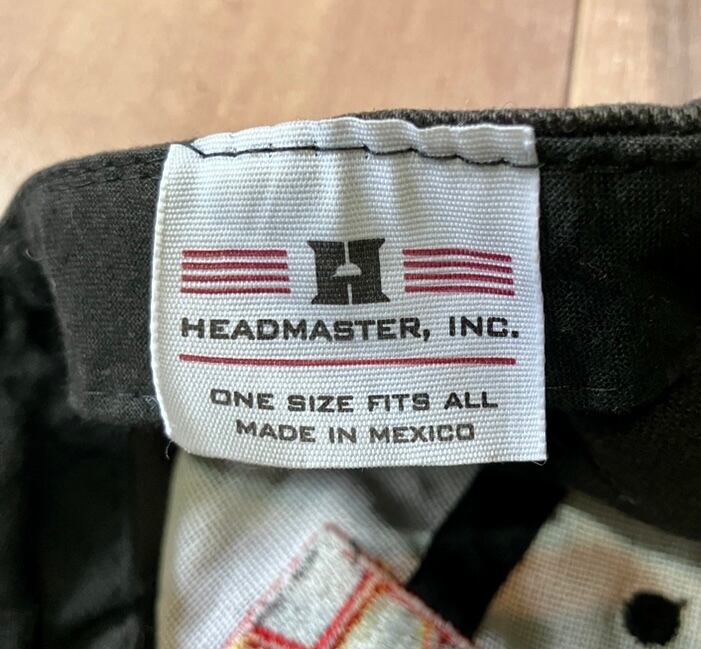 H
HEADMASTER, INC.
ONE SIZE FITS ALL
MADE IN MEXICO